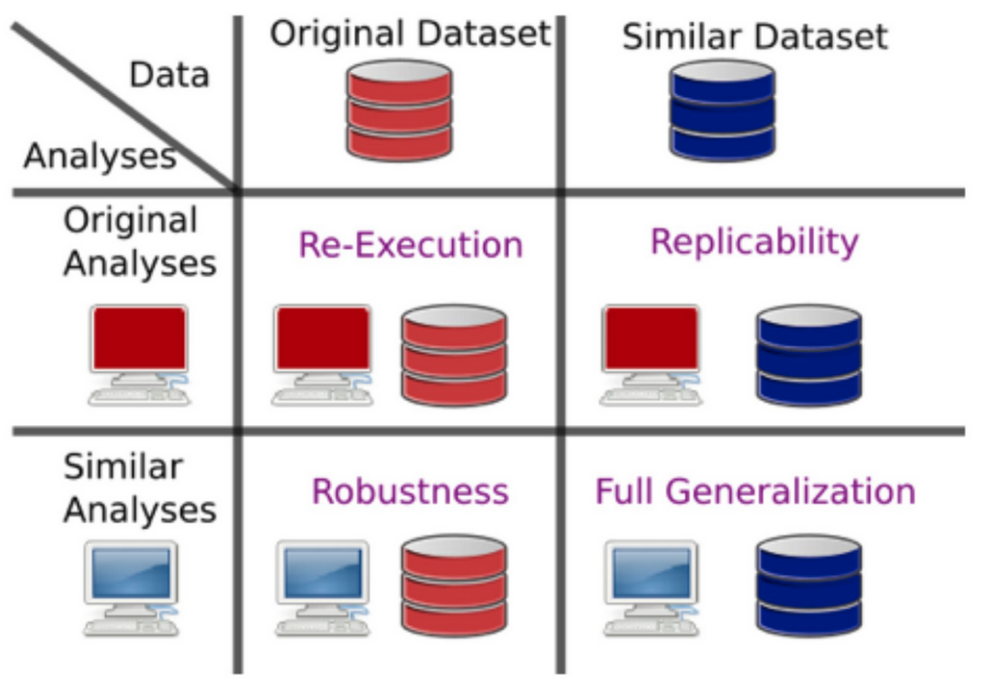 Data
Analyses
Original Dataset
Similar Dataset
Original
Analyses
Re-Execution
Replicability
Similar
Analyses
Robustness
Full Generalization